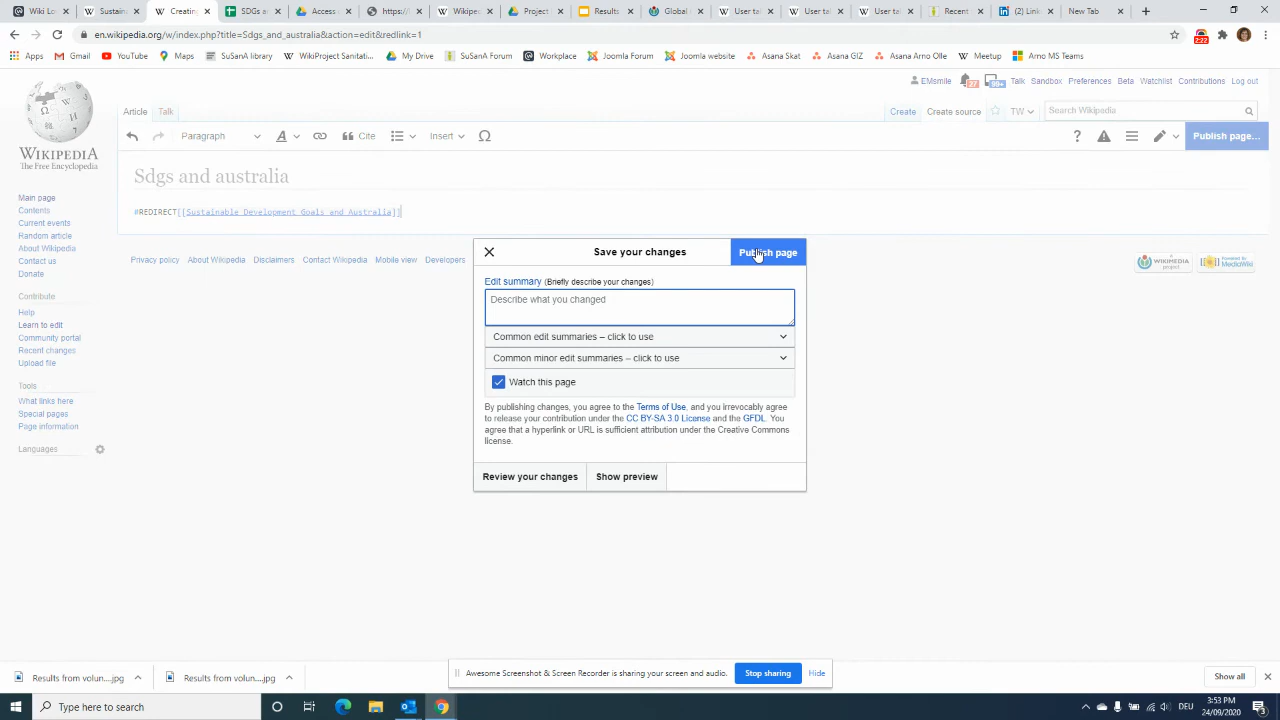 Wiki Lo
Sustain
Creating
SDGs a
Access
https://
Wikipe
Project
Results
Global
User ta
User ta
User ta
Recent
(2) Link
New Tab
en.wikipedia.org/w/index.php?title=Sdgs_and_australia&action=edit&redlink=1
2:22
Apps
Gmail
YouTube
Maps
SuSanA Forum
WikiProject Sanitati...
My Drive
SuSanA Forum
Workplace
Joomla Forum
Joomla Forum
Asana Skat
Asana GIZ
Asana Arno Olle
Meetup
Arno MS Teams
EMsmile
27
99+
Talk
Sandbox
Preferences
Beta
Watchlist
Contributions
Log out
Article
Talk
Create
Create source
TW
Search Wikipedia
Paragraph
A
Cite
Insert
Ω
?
Publish page...
WIKIPEDIA
The Free Encyclopedia
Sdgs and australia
#REDIRECT[[Sustainable Development Goals and Australia]]
Main page
Contents
Current events
Random article
About Wikipedia
Contact us
Donate
Contribute
Help
Learn to edit
Community portal
Recent changes
Upload file
Tools
What links here
Special pages
Page information
Languages
Privacy policy
About Wikipedia
Disclaimers
Contact Wikipedia
Mobile view
Developers
WIKIMEDIA
project
Powered By
MediaWiki
Save your changes
Publish page
Edit summary (Briefly describe your changes)
Describe what you changed
Common edit summaries – click to use
Common minor edit summaries – click to use
Watch this page
By publishing changes, you agree to the Terms of Use, and you irrevocably agree
to release your contribution under the CC BY-SA 3.0 License and the GFDL. You
agree that a hyperlink or URL is sufficient attribution under the Creative Commons
license.
Review your changes
Show preview
Results from volun....jpg
Results from volun....jpg
Awesome Screenshot & Screen Recorder is sharing your screen and audio.
Stop sharing
Hide
Show all
Type here to search
DEU
3:53 PM
24/09/2020
3